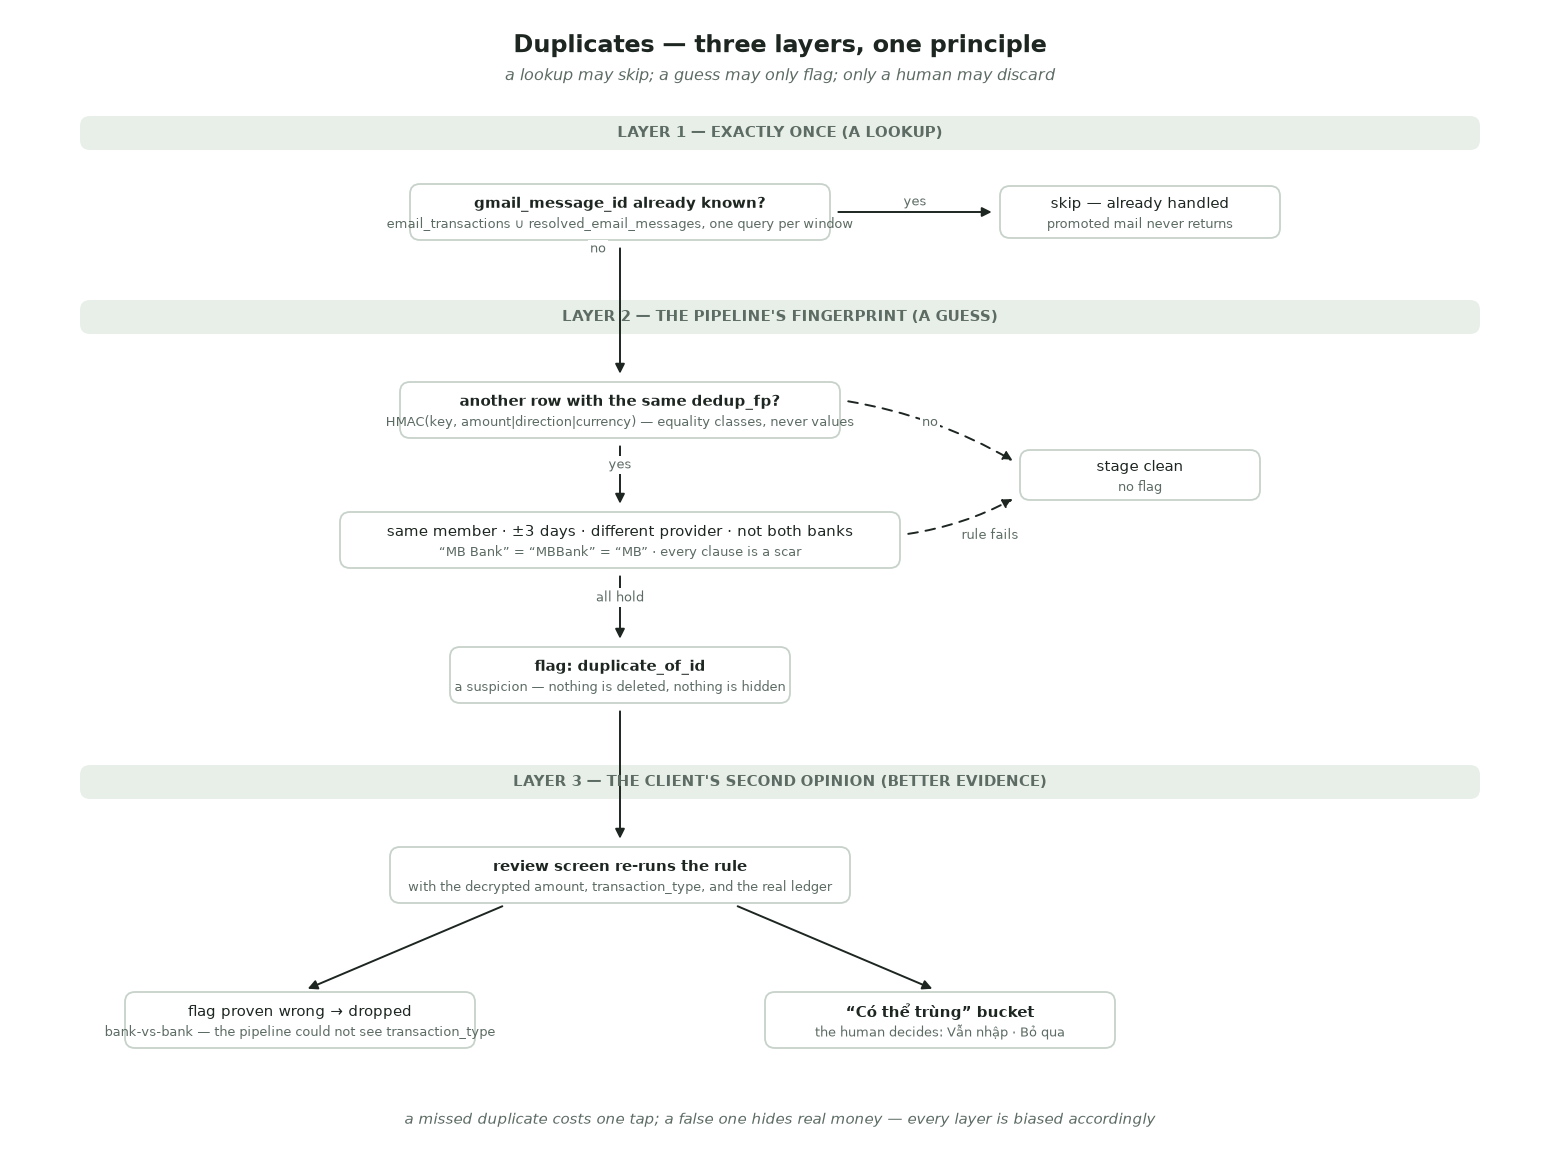 Duplicates — three layers, one principle
a lookup may skip; a guess may only flag; only a human may discard
LAYER 1 — EXACTLY ONCE (A LOOKUP)
gmail_message_id already known?
email_transactions ∪ resolved_email_messages, one query per window
yes
skip — already handled
promoted mail never returns
no
LAYER 2 — THE PIPELINE'S FINGERPRINT (A GUESS)
another row with the same dedup_fp?
HMAC(key, amount|direction|currency) — equality classes, never values
no
yes
stage clean
no flag
same member · ±3 days · different provider · not both banks
“MB Bank” = “MBBank” = “MB” · every clause is a scar
rule fails
all hold
flag: duplicate_of_id
a suspicion — nothing is deleted, nothing is hidden
LAYER 3 — THE CLIENT'S SECOND OPINION (BETTER EVIDENCE)
review screen re-runs the rule
with the decrypted amount, transaction_type, and the real ledger
flag proven wrong → dropped
bank-vs-bank — the pipeline could not see transaction_type
“Có thể trùng” bucket
the human decides: Vẫn nhập · Bỏ qua
a missed duplicate costs one tap; a false one hides real money — every layer is biased accordingly